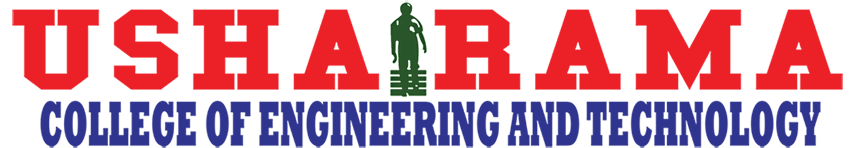 USHA RAMA
COLLEGE OF ENGINEERING AND TECHNOLOGY